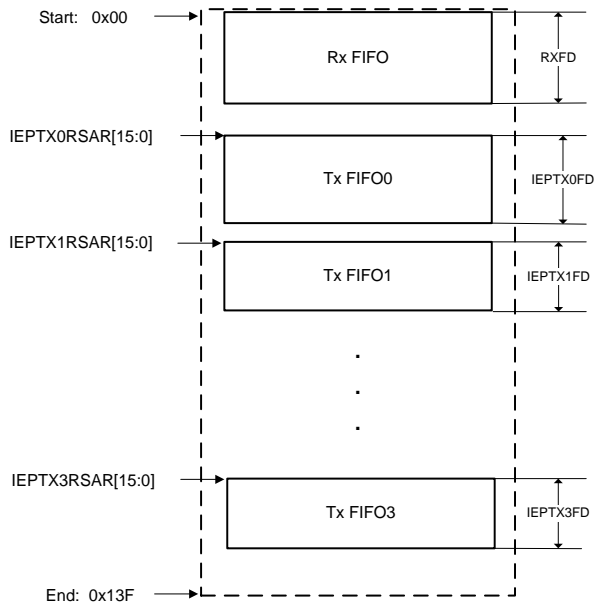 Start: 0x00
Rx FIFO
RXFD
IEPTX0RSAR[15:0]
Tx FIFO0
IEPTX0FD
IEPTX1RSAR[15:0]
Tx FIFO1
IEPTX1FD
.
.
.
IEPTX3RSAR[15:0]
Tx FIFO3
IEPTX3FD
End: 0x13F